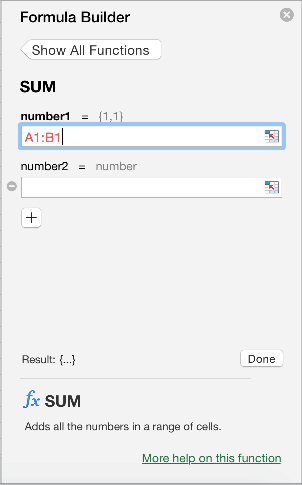 Formula Builder
Show All Functions
SUM
number1 = {1,1}
A1:B1
number2 = number
+
Result: {...}
Done
fx SUM
Adds all the numbers in a range of cells.
More help on this function